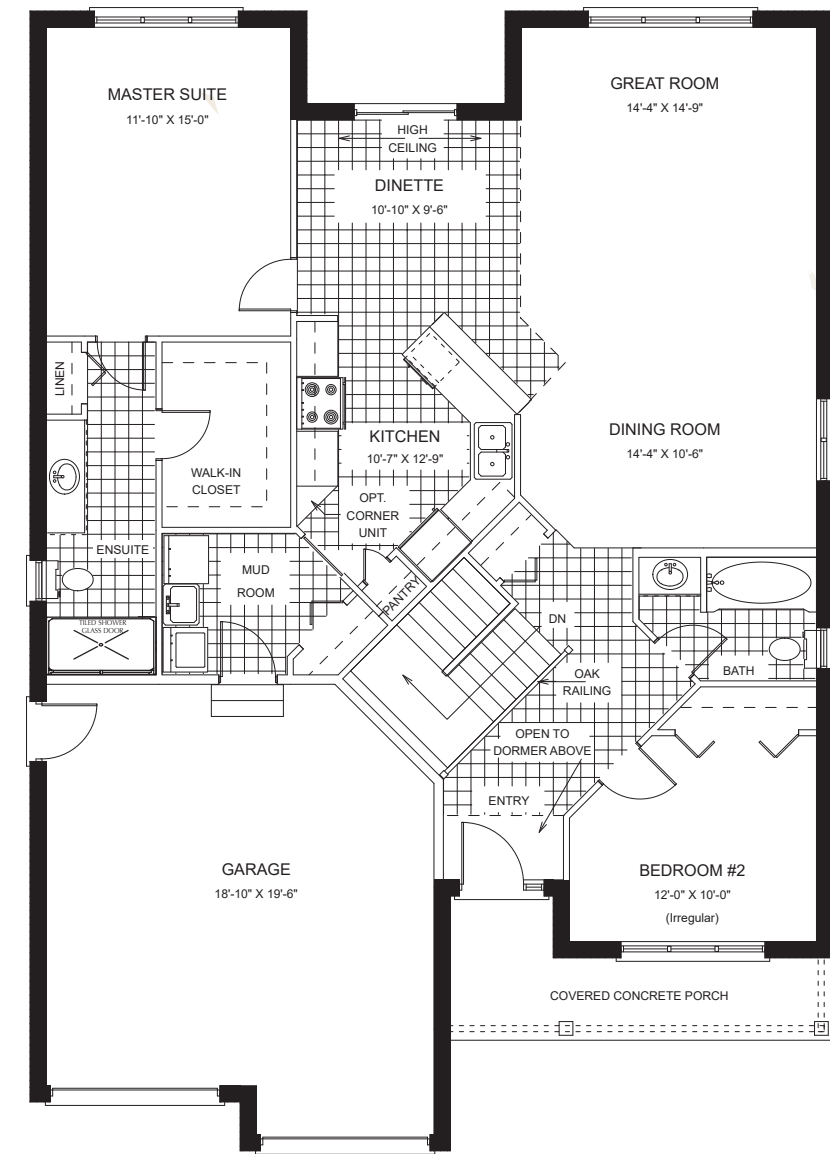 MASTER SUITE
11'-10" X 15'-0"
GREAT ROOM
14'-4" X 14'-9"
HIGH
CEILING
DINETTE
10'-10" X 9'-6"
LINEN
WALK-IN
CLOSET
KITCHEN
10'-7" X 12'-9"
OPT.
CORNER
UNIT
DINING ROOM
14'-4" X 10'-6"
ENSUITE
MUD
ROOM
PANTRY
TILED SHOWER
GLASS DOOR
DN
OAK
RAILING
BATH
OPEN TO
DORMER ABOVE
ENTRY
GARAGE
18'-10" X 19'-6"
BEDROOM #2
12'-0" X 10'-0"
(Irregular)
COVERED CONCRETE PORCH